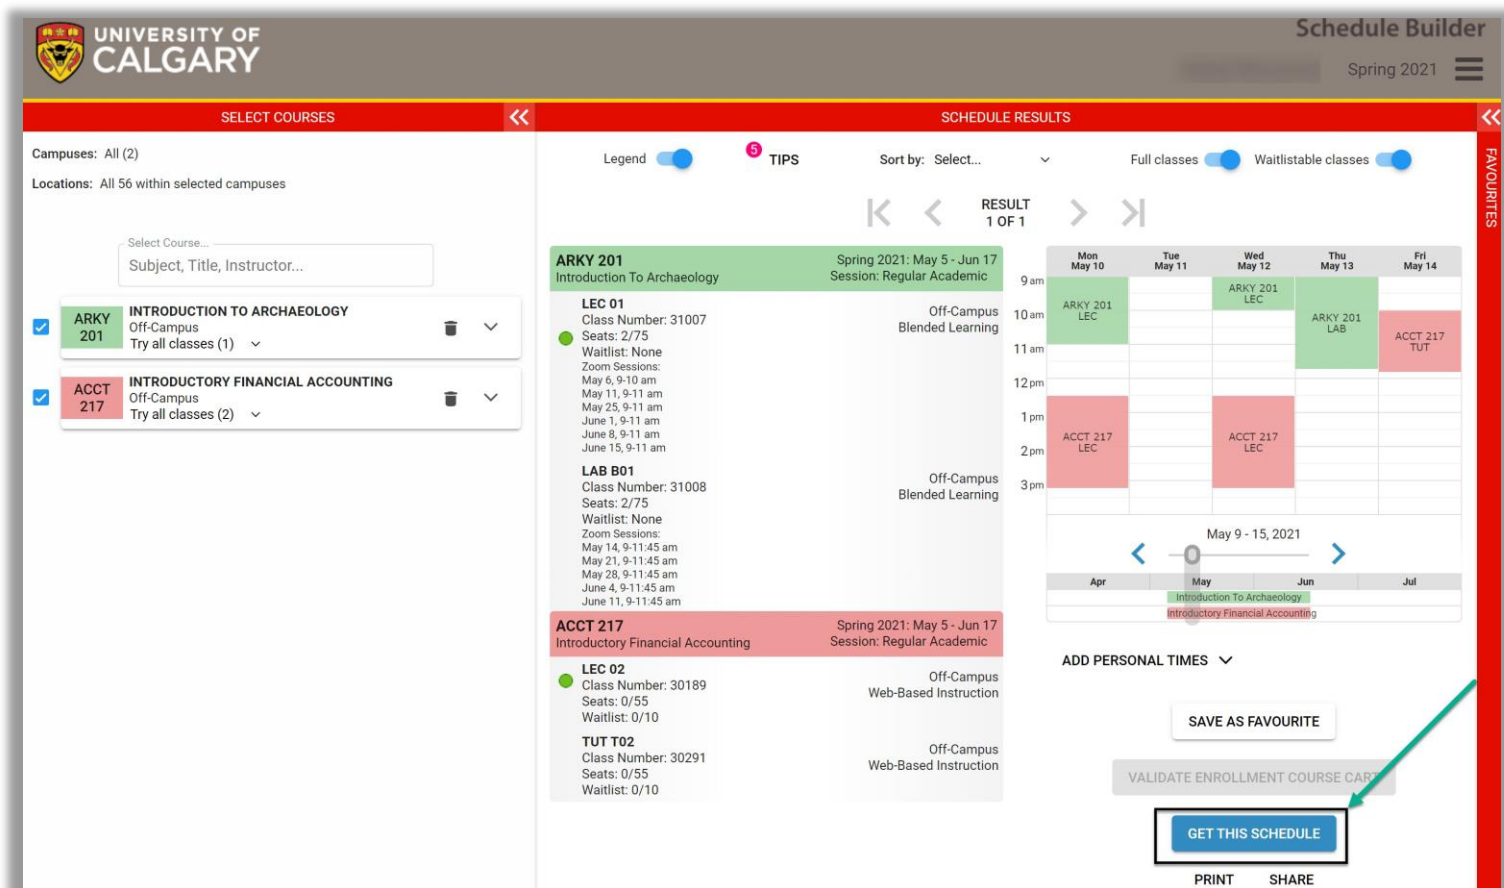 UNIVERSITY OF
CALGARY
Schedule Builder
Spring 2021
SELECT COURSES
SCHEDULE RESULTS
FAVOURITES
Campuses: All (2)
Locations: All 56 within selected campuses
Select Course...
Subject, Title, Instructor...
ARKY
201
INTRODUCTION TO ARCHAEOLOGY
Off-Campus
Try all classes (1)
ACCT
217
INTRODUCTORY FINANCIAL ACCOUNTING
Off-Campus
Try all classes (2)
Legend
5
TIPS
Sort by: Select...
Full classes
Waitlistable classes
RESULT
1 OF 1
ARKY 201
Introduction To Archaeology
Spring 2021: May 5 - Jun 17
Session: Regular Academic
LEC 01
Class Number: 31007
Seats: 2/75
Waitlist: None
Zoom Sessions:
May 6, 9-10 am
May 11, 9-11 am
May 25, 9-11 am
June 1, 9-11 am
June 8, 9-11 am
June 15, 9-11 am
Off-Campus
Blended Learning
LAB B01
Class Number: 31008
Seats: 2/75
Waitlist: None
Zoom Sessions:
May 14, 9-11:45 am
May 21, 9-11:45 am
May 28, 9-11:45 am
June 4, 9-11:45 am
June 11, 9-11:45 am
Off-Campus
Blended Learning
ACCT 217
Introductory Financial Accounting
Spring 2021: May 5 - Jun 17
Session: Regular Academic
LEC 02
Class Number: 30189
Seats: 0/55
Waitlist: 0/10
Off-Campus
Web-Based Instruction
TUT T02
Class Number: 30291
Seats: 0/55
Waitlist: 0/10
Off-Campus
Web-Based Instruction
Mon
May 10
Tue
May 11
Wed
May 12
Thu
May 13
Fri
May 14
9 am
10 am
11 am
12 pm
1 pm
2 pm
3 pm
ARKY 201
LEC
ARKY 201
LEC
ARKY 201
LAB
ACCT 217
TUT
ACCT 217
LEC
ACCT 217
LEC
May 9 - 15, 2021
Apr
May
Jun
Jul
Introduction To Archaeology
Introductory Financial Accounting
ADD PERSONAL TIMES
SAVE AS FAVOURITE
VALIDATE ENROLLMENT COURSE CART
GET THIS SCHEDULE
PRINT
SHARE